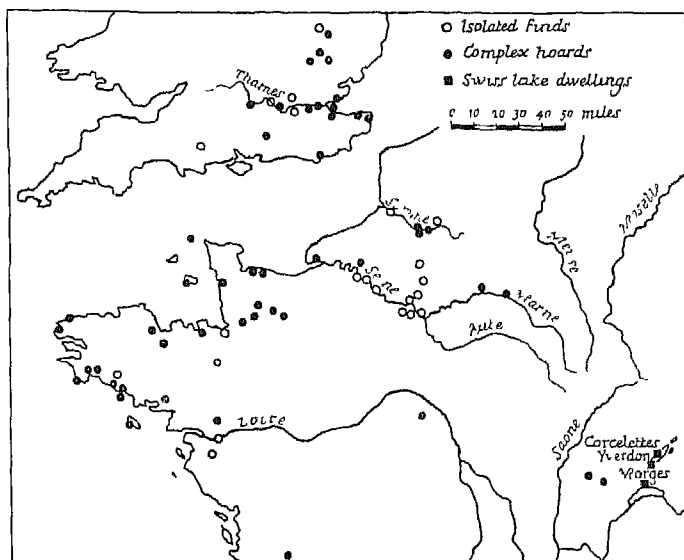 Isolated finds
Complex hoards
Swiss lake dwellings
0 10 20 30 40 50 miles
Thames
Somme
Seine
Marne
Aube
Meuse
Moselle
Loire
Saone
Corcelettes
Yverdon
Morges